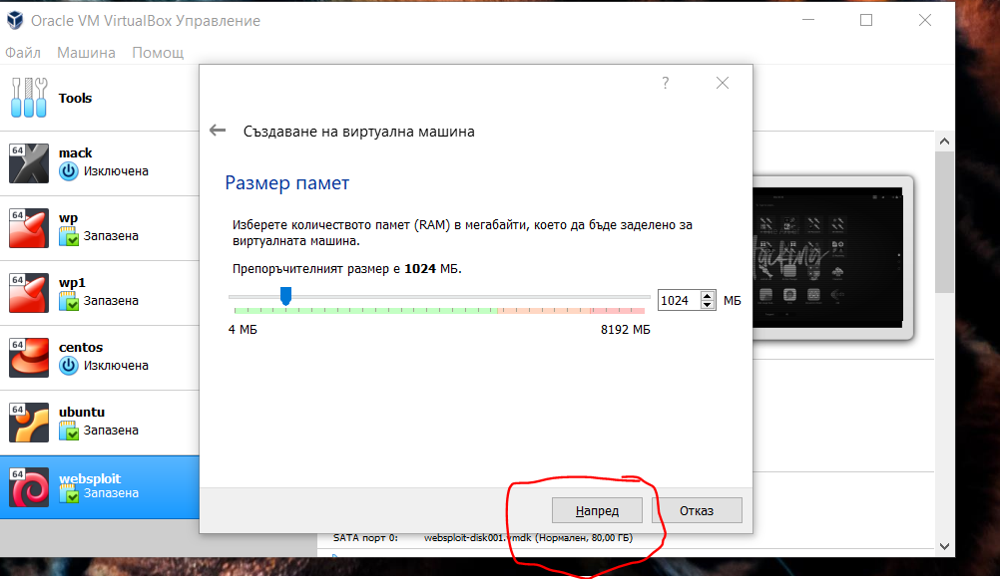 Oracle VM VirtualBox Управление
Файл Машина Помощ
Tools
64
mack
Изключена
64
wp
Запазена
64
wp1
Запазена
64
centos
Изключена
64
ubuntu
Запазена
64
websploit
Запазена
?
Създаване на виртуална машина
Размер памет
Изберете количеството памет (RAM) в мегабайти, което да бъде заделено за
виртуалната машина.
Препоръчителният размер е 1024 МБ.
1024 МБ
4 МБ 8192 МБ
Напред Отказ
SATA порт 0: websploit-disk001.vmdk (Нормален, 80,00 ГБ)